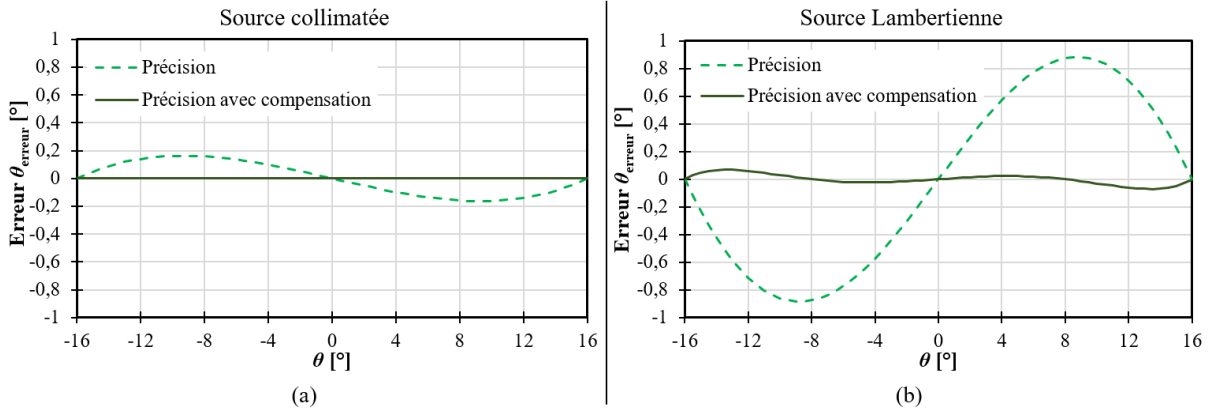 Source collimatée
1
0,8
0,6
0,4
0,2
0
-0,2
-0,4
-0,6
-0,8
-1
Erreur θerreur [°]
Précision
Précision avec compensation
-16 -12 -8 -4 0 4 8 12 16
θ [°]
(a)
Source Lambertienne
1
0,8
0,6
0,4
0,2
0
-0,2
-0,4
-0,6
-0,8
-1
Erreur θerreur [°]
Précision
Précision avec compensation
-16 -12 -8 -4 0 4 8 12 16
θ [°]
(b)